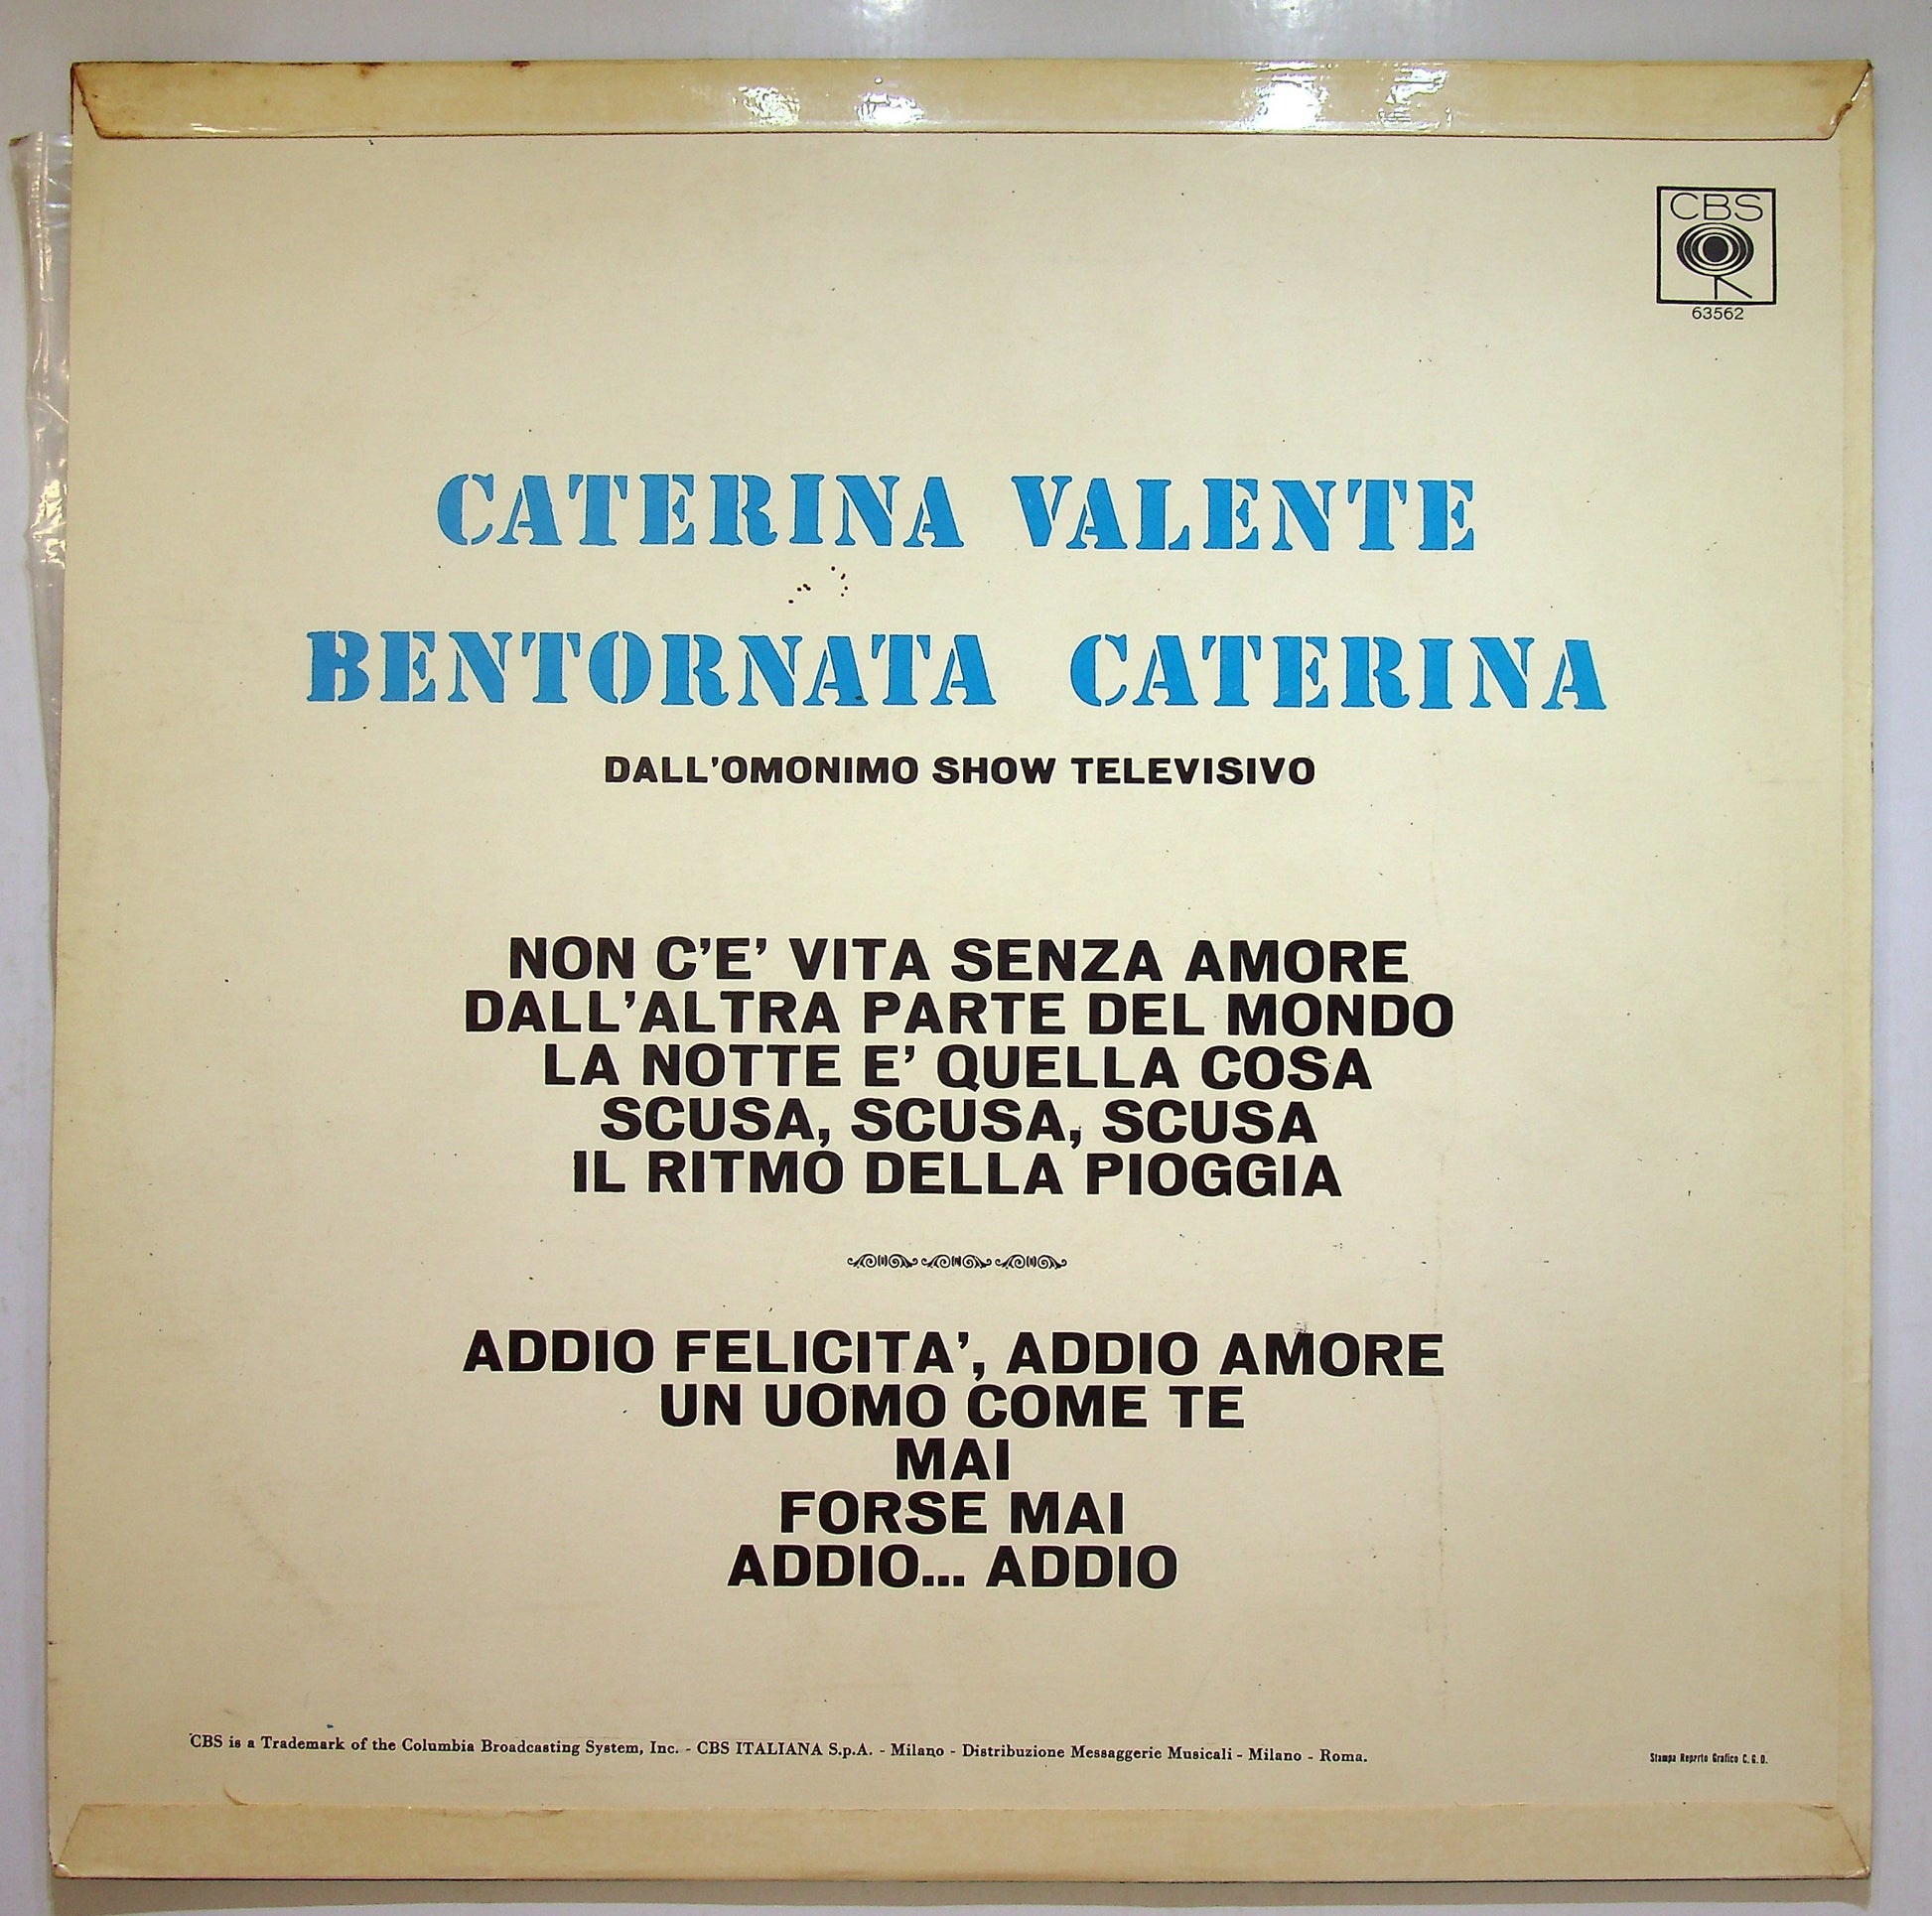 CBS
63562
CATERINA VALENTE
BENTORNATA CATERINA
DALL'OMONIMO SHOW TELEVISIVO
NON C'E' VITA SENZA AMORE
DALL'ALTRA PARTE DEL MONDO
LA NOTTE E' QUELLA COSA
SCUSA, SCUSA, SCUSA
IL RITMO DELLA PIOGGIA
ADDIO FELICITA', ADDIO AMORE
UN UOMO COME TE
MAI
FORSE MAI
ADDIO... ADDIO
CBS is a Trademark of the Columbia Broadcasting System, Inc. - CBS ITALIANA S.p.A. - Milano - Distribuzione Messaggerie Musicali - Milano - Roma.
Stampa Reprrto Grafico C. G. D.